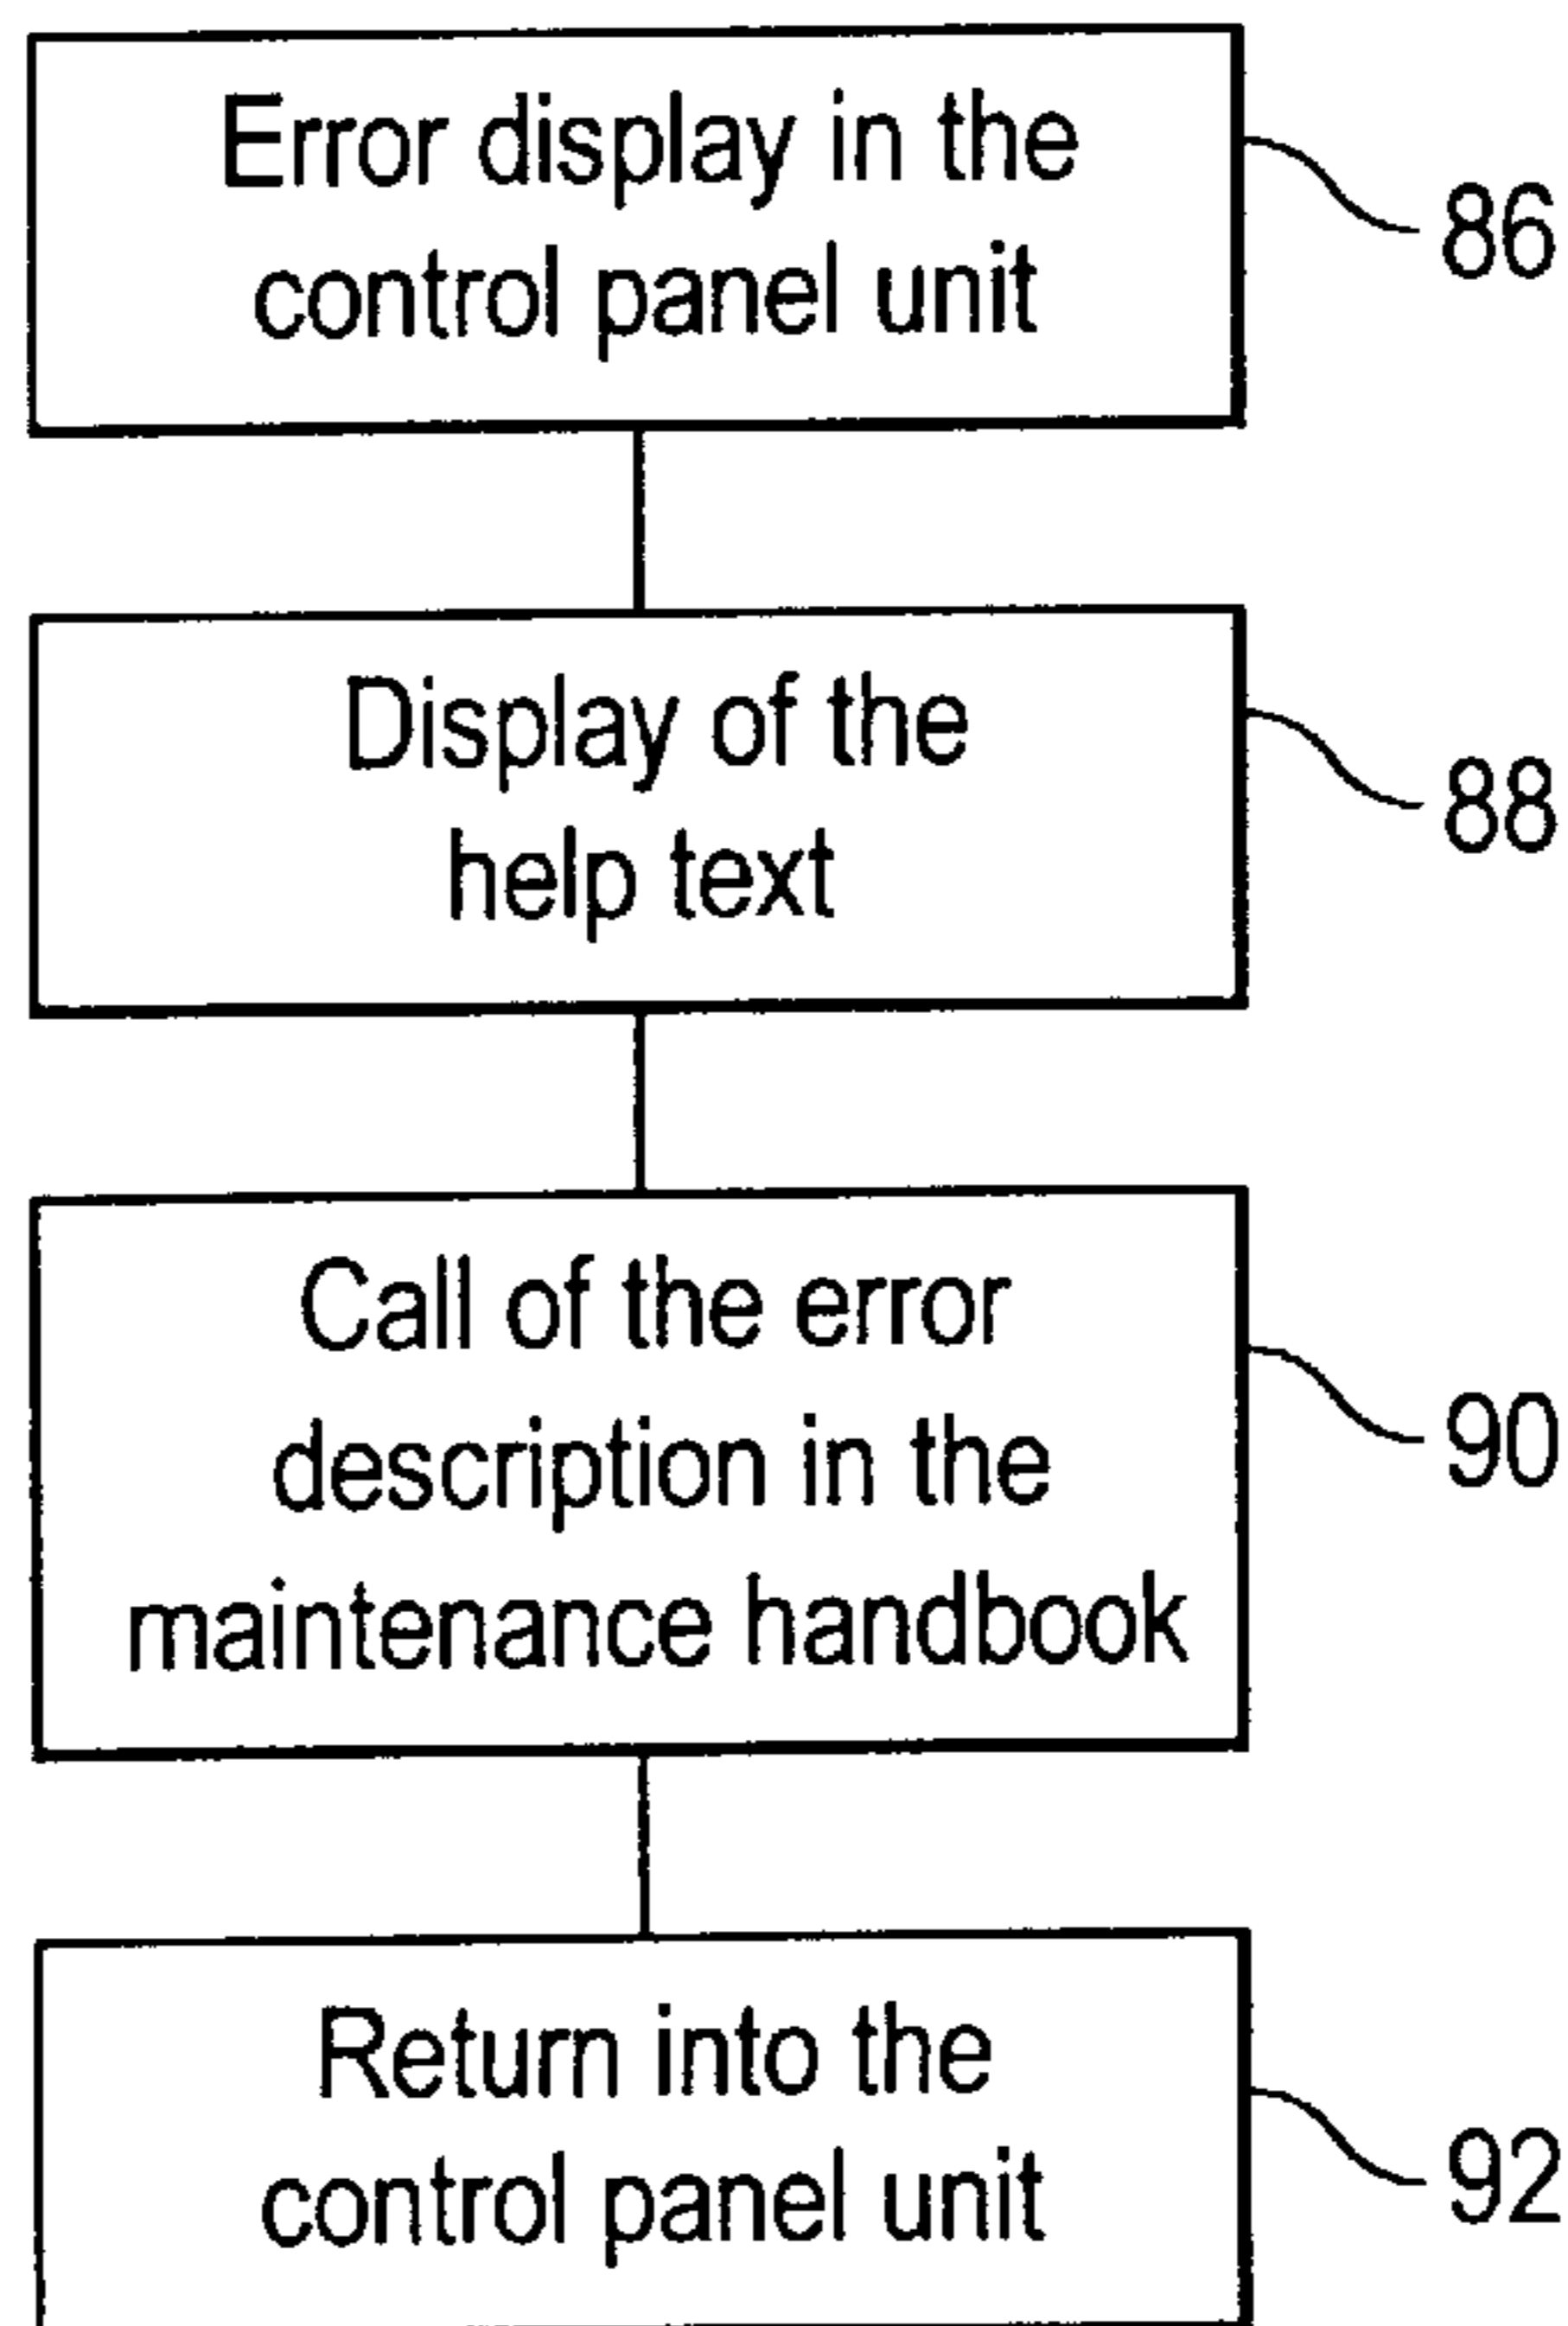 Error display in the
control panel unit
86
Display of the
help text
88
Call of the error
description in the
maintenance handbook
90
Return into the
control panel unit
92